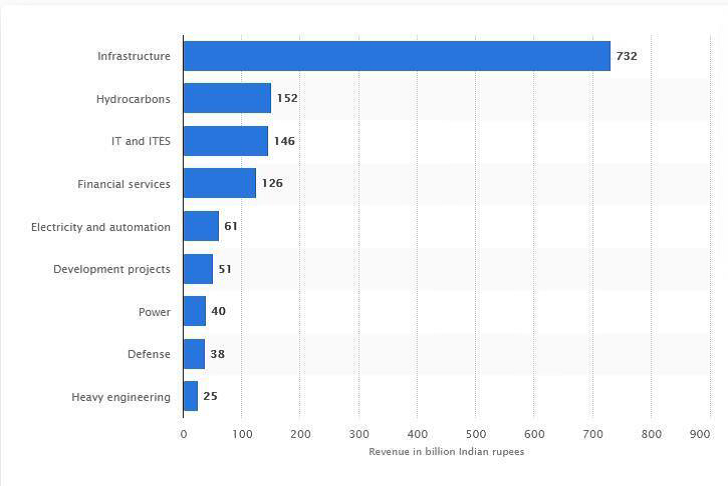 Infrastructure 732
Hydrocarbons 152
IT and ITES 146
Financial services 126
Electricity and automation 61
Development projects 51
Power 40
Defense 38
Heavy engineering 25
0 100 200 300 400 500 600 700 800 900
Revenue in billion Indian rupees